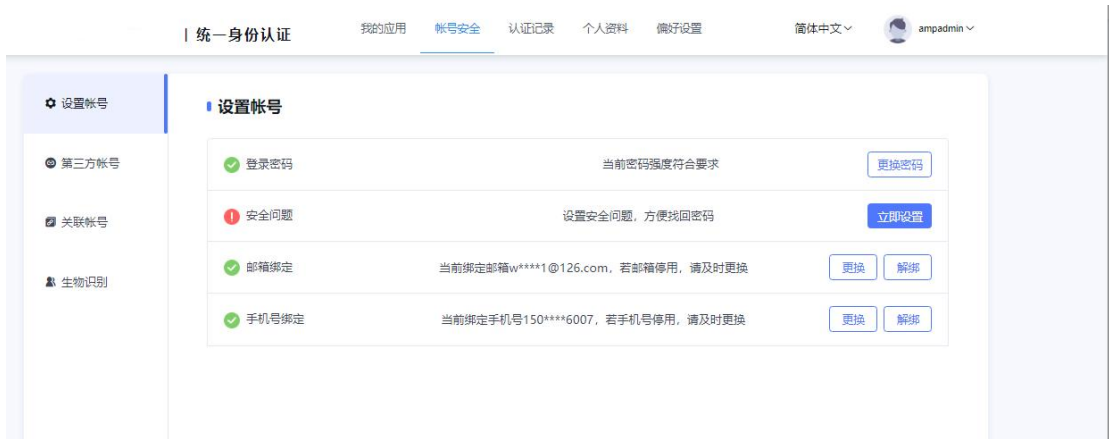 | 统一身份认证 我的应用 帐号安全 认证记录 个人资料 偏好设置 简体中文 ampadmin
设置帐号
第三方帐号
关联帐号
生物识别
设置帐号
登录密码 当前密码强度符合要求 更换密码
安全问题 设置安全问题，方便找回密码 立即设置
邮箱绑定 当前绑定邮箱w****1@126.com，若邮箱停用，请及时更换 更换 解绑
手机号绑定 当前绑定手机号150****6007，若手机号停用，请及时更换 更换 解绑